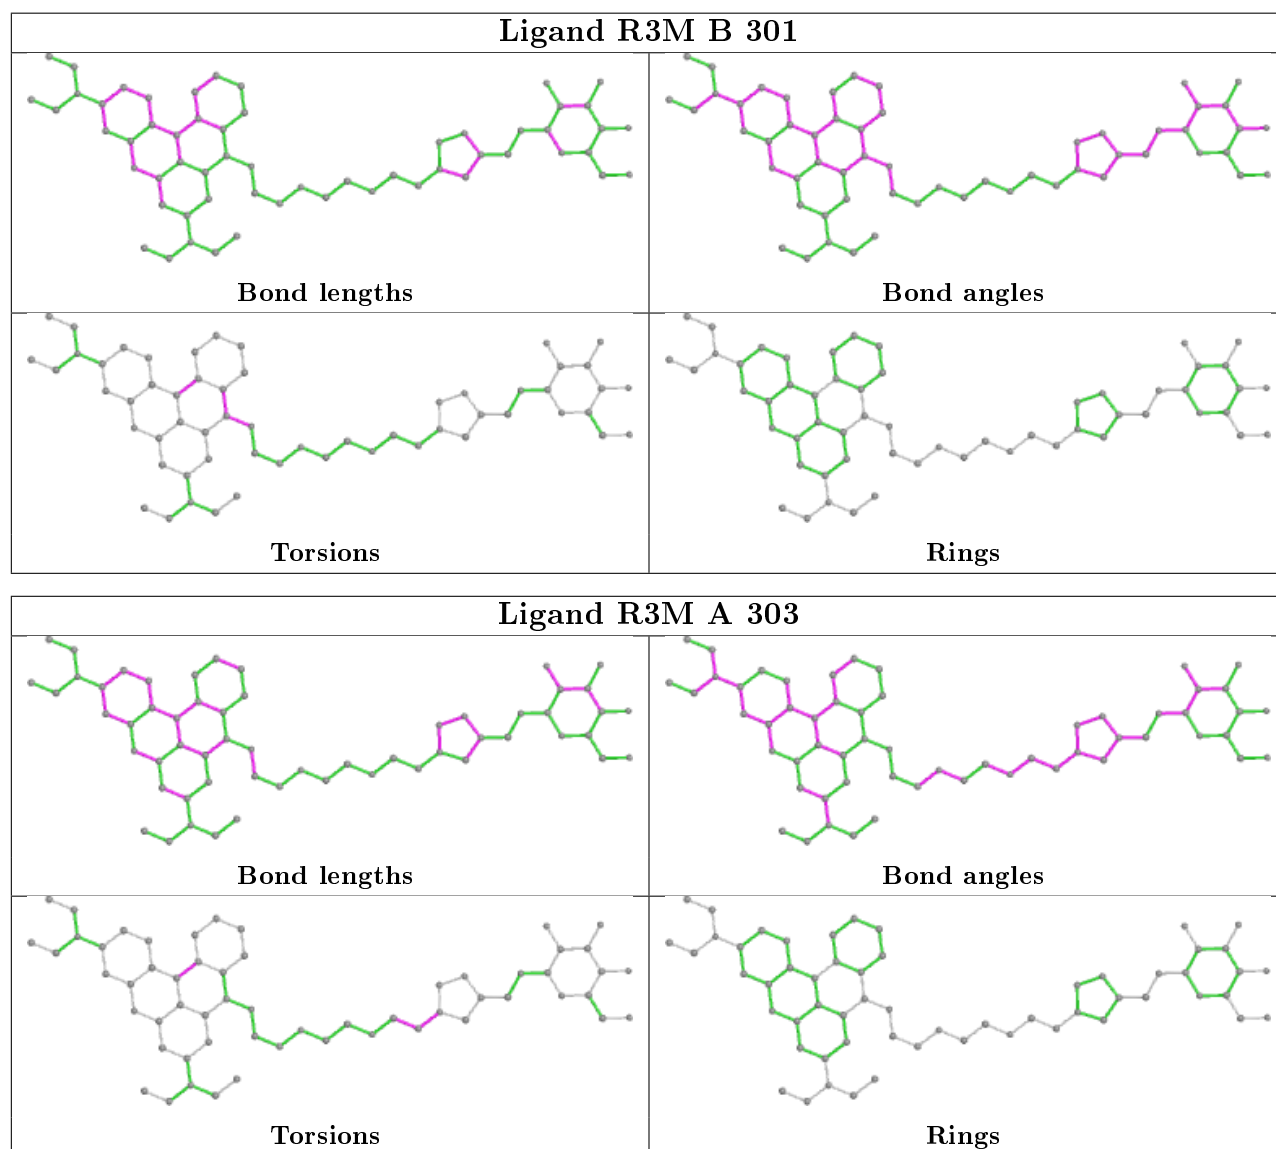 Ligand R3M B 301
Bond lengths
Bond angles
Torsions
Rings
Ligand R3M A 303
Bond lengths
Bond angles
Torsions
Rings